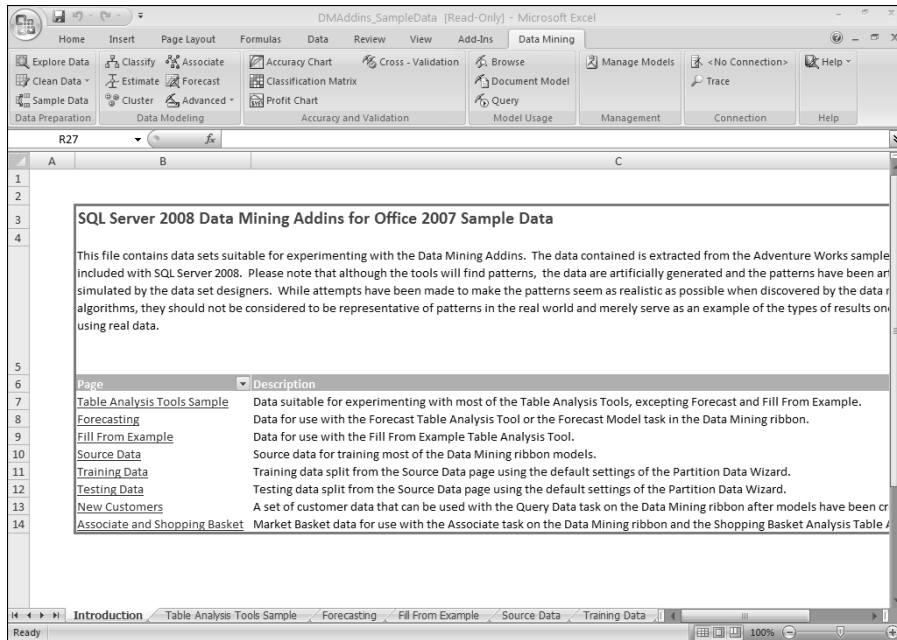 DMAddins_SampleData [Read-Only] - Microsoft Excel
Home Insert Page Layout Formulas Data Review View Add-Ins Data Mining
Explore Data Classify Associate Accuracy Chart Cross - Validation Browse Manage Models <No Connection> Help
Clean Data Estimate Forecast Classification Matrix Document Model Trace
Sample Data Cluster Advanced Profit Chart Query
Data Preparation Data Modeling Accuracy and Validation Model Usage Management Connection Help
R27 fx
A B C
1
2
3 SQL Server 2008 Data Mining Addins for Office 2007 Sample Data
4
This file contains data sets suitable for experimenting with the Data Mining Addins. The data contained is extracted from the Adventure Works sample
included with SQL Server 2008. Please note that although the tools will find patterns, the data are artificially generated and the patterns have been ar
simulated by the data set designers. While attempts have been made to make the patterns seem as realistic as possible when discovered by the data
algorithms, they should not be considered to be representative of patterns in the real world and merely serve as an example of the types of results on
using real data.
5
6 Page Description
7 Table Analysis Tools Sample Data suitable for experimenting with most of the Table Analysis Tools, excepting Forecast and Fill From Example.
8 Forecasting Data for use with the Forecast Table Analysis Tool or the Forecast Model task in the Data Mining ribbon.
9 Fill From Example Data for use with the Fill From Example Table Analysis Tool.
10 Source Data Source data for training most of the Data Mining ribbon models.
11 Training Data Training data split from the Source Data page using the default settings of the Partition Data Wizard.
12 Testing Data Testing data split from the Source Data page using the default settings of the Partition Data Wizard.
13 New Customers A set of customer data that can be used with the Query Data task on the Data Mining ribbon after models have been cr
14 Associate and Shopping Basket Market Basket data for use with the Associate task on the Data Mining ribbon and the Shopping Basket Analysis Table
Introduction Table Analysis Tools Sample Forecasting Fill From Example Source Data Training Data
Ready 100%